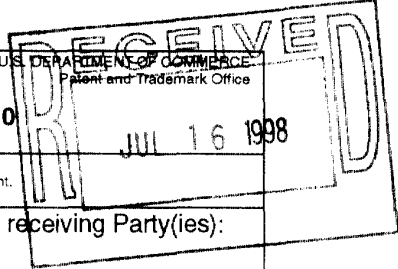 RECEIVED
U.S. DEPARTMENT OF COMMERCE
Patent and Trademark Office
JUL 16 1998
receiving Party(ies):